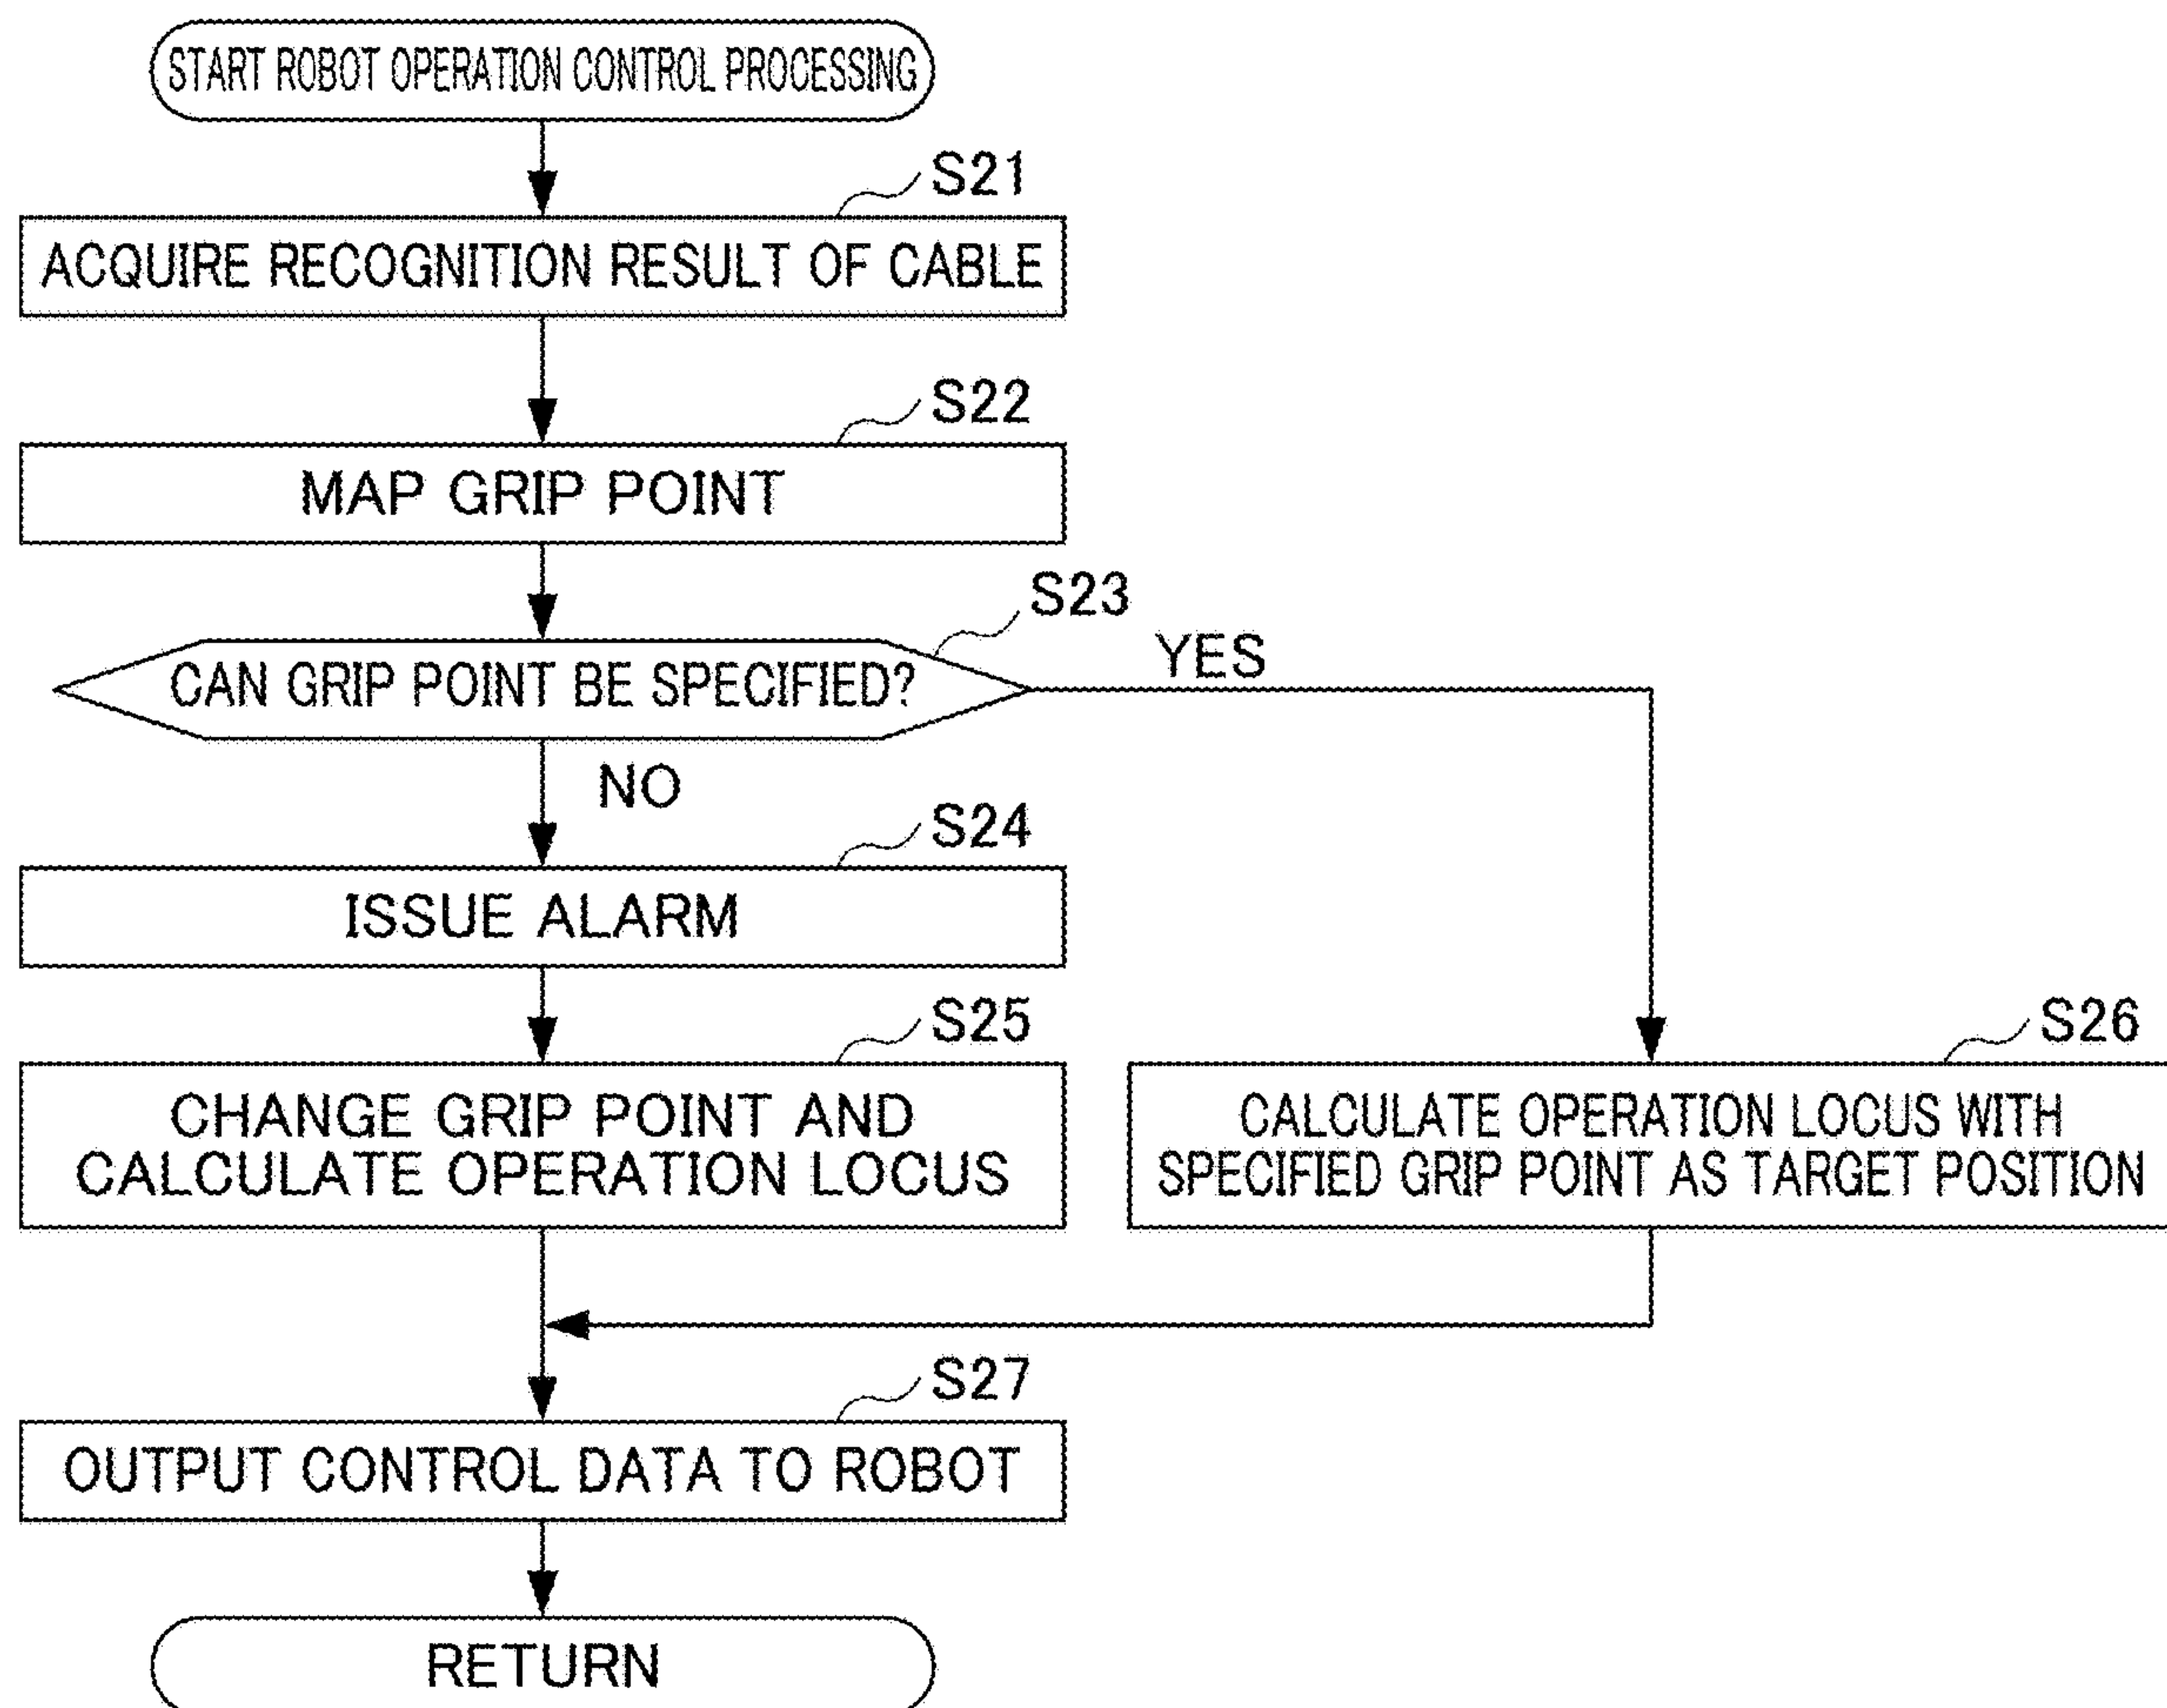 START ROBOT OPERATION CONTROL PROCESSING
S21
ACQUIRE RECOGNITION RESULT OF CABLE
S22
MAP GRIP POINT
S23
CAN GRIP POINT BE SPECIFIED?
YES
NO
S24
ISSUE ALARM
S25
CHANGE GRIP POINT AND
CALCULATE OPERATION LOCUS
S26
CALCULATE OPERATION LOCUS WITH
SPECIFIED GRIP POINT AS TARGET POSITION
S27
OUTPUT CONTROL DATA TO ROBOT
RETURN